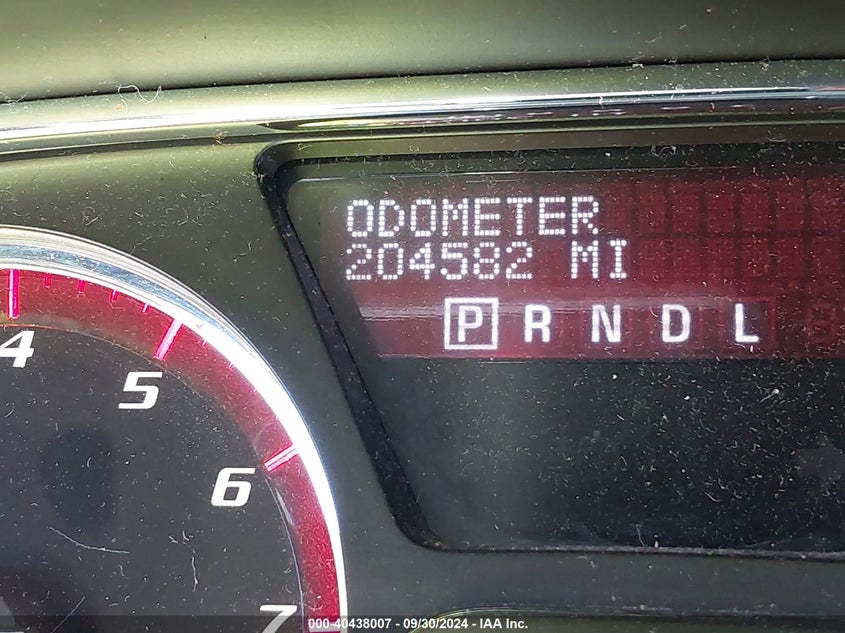 ODOMETER
204582 MI
P R N D L
4
5
6
7
000-40438007 - 09/30/2024 - IAA Inc.